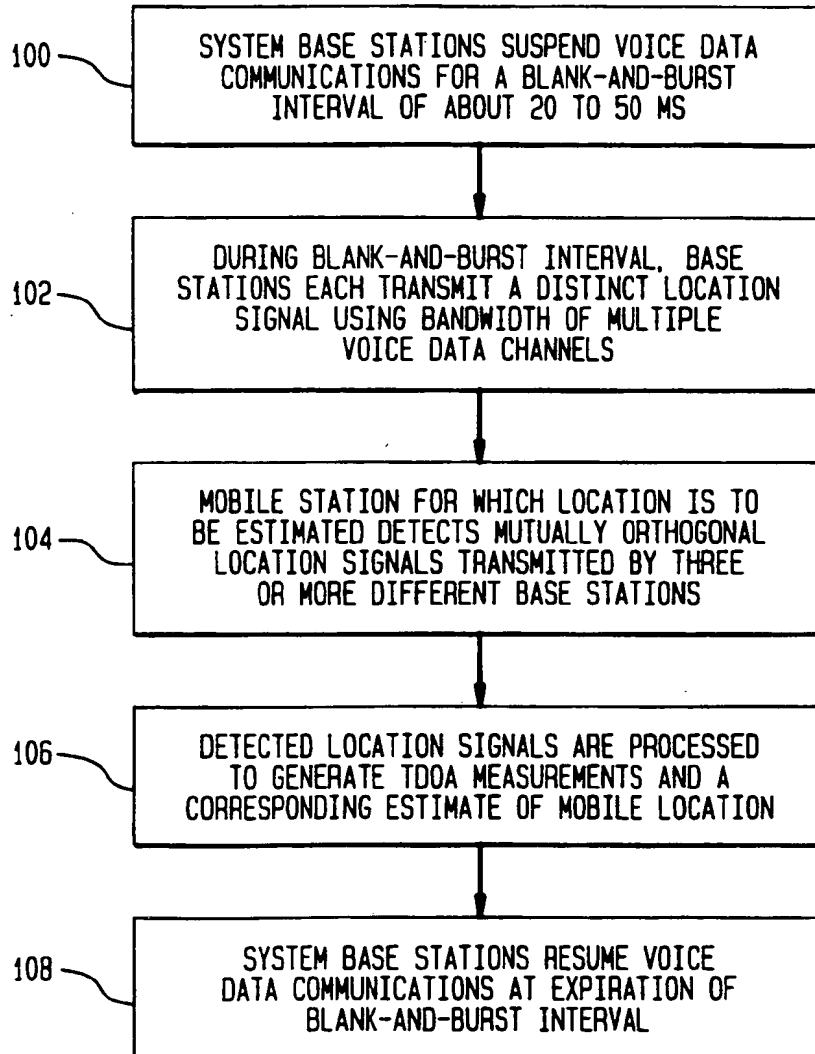 100
SYSTEM BASE STATIONS SUSPEND VOICE DATA
COMMUNICATIONS FOR A BLANK-AND-BURST
INTERVAL OF ABOUT 20 TO 50 MS
102
DURING BLANK-AND-BURST INTERVAL, BASE
STATIONS EACH TRANSMIT A DISTINCT LOCATION
SIGNAL USING BANDWIDTH OF MULTIPLE
VOICE DATA CHANNELS
104
MOBILE STATION FOR WHICH LOCATION IS TO
BE ESTIMATED DETECTS MUTUALLY ORTHOGONAL
LOCATION SIGNALS TRANSMITTED BY THREE
OR MORE DIFFERENT BASE STATIONS
106
DETECTED LOCATION SIGNALS ARE PROCESSED
TO GENERATE TDOA MEASUREMENTS AND A
CORRESPONDING ESTIMATE OF MOBILE LOCATION
108
SYSTEM BASE STATIONS RESUME VOICE
DATA COMMUNICATIONS AT EXPIRATION OF
BLANK-AND-BURST INTERVAL